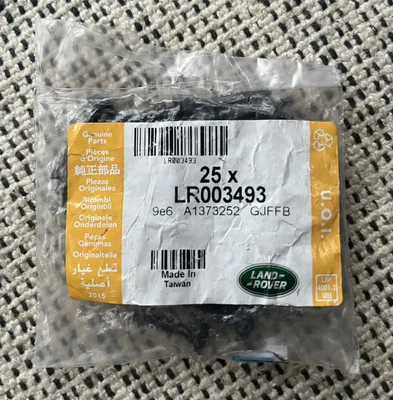 Genuine
Parts
Pièces
d'Origine
純正部品
Piezas
Originales
Ricambi
Originali
Originele
Onderdelen
Peças
Genuínas
Originalteile
قطع غيار
أصلية
2015
LR003493
25 x
LR003493
9e6 A1373252 GJFFB
Made In
Taiwan
LAND-
-ROVER